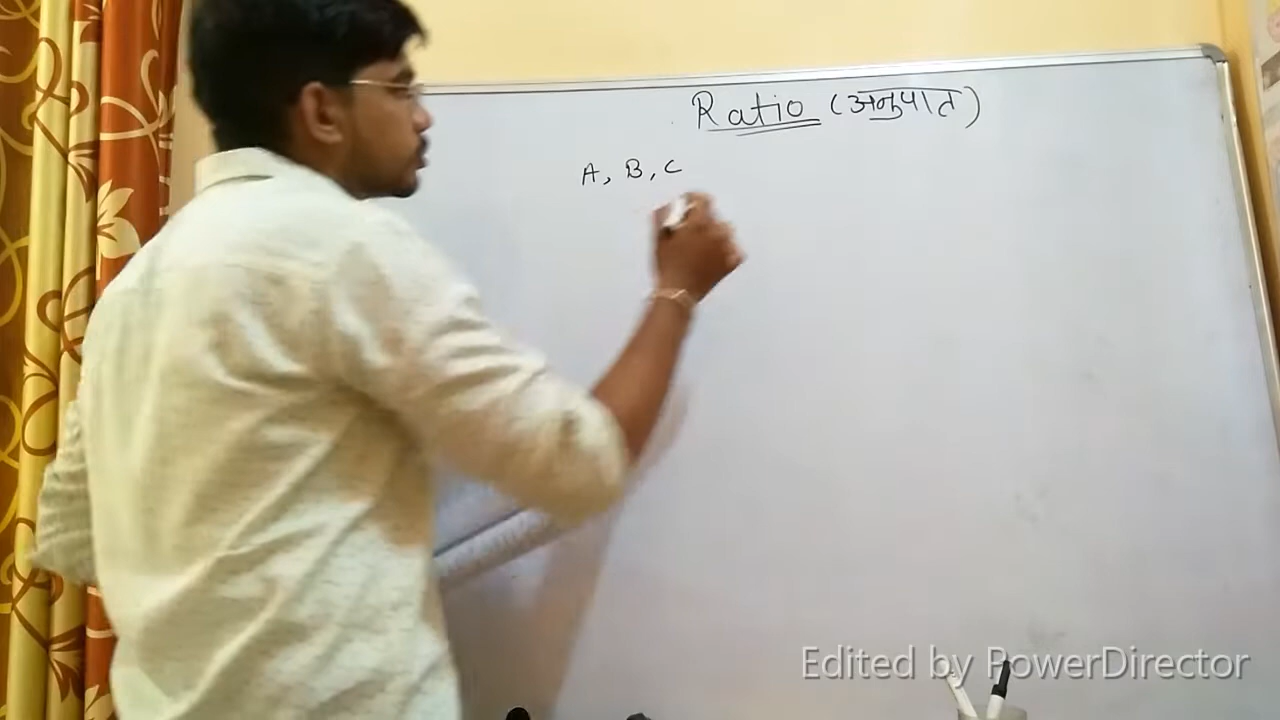 Ratio (अनुपात)
A, B, C
Edited by PowerDirector